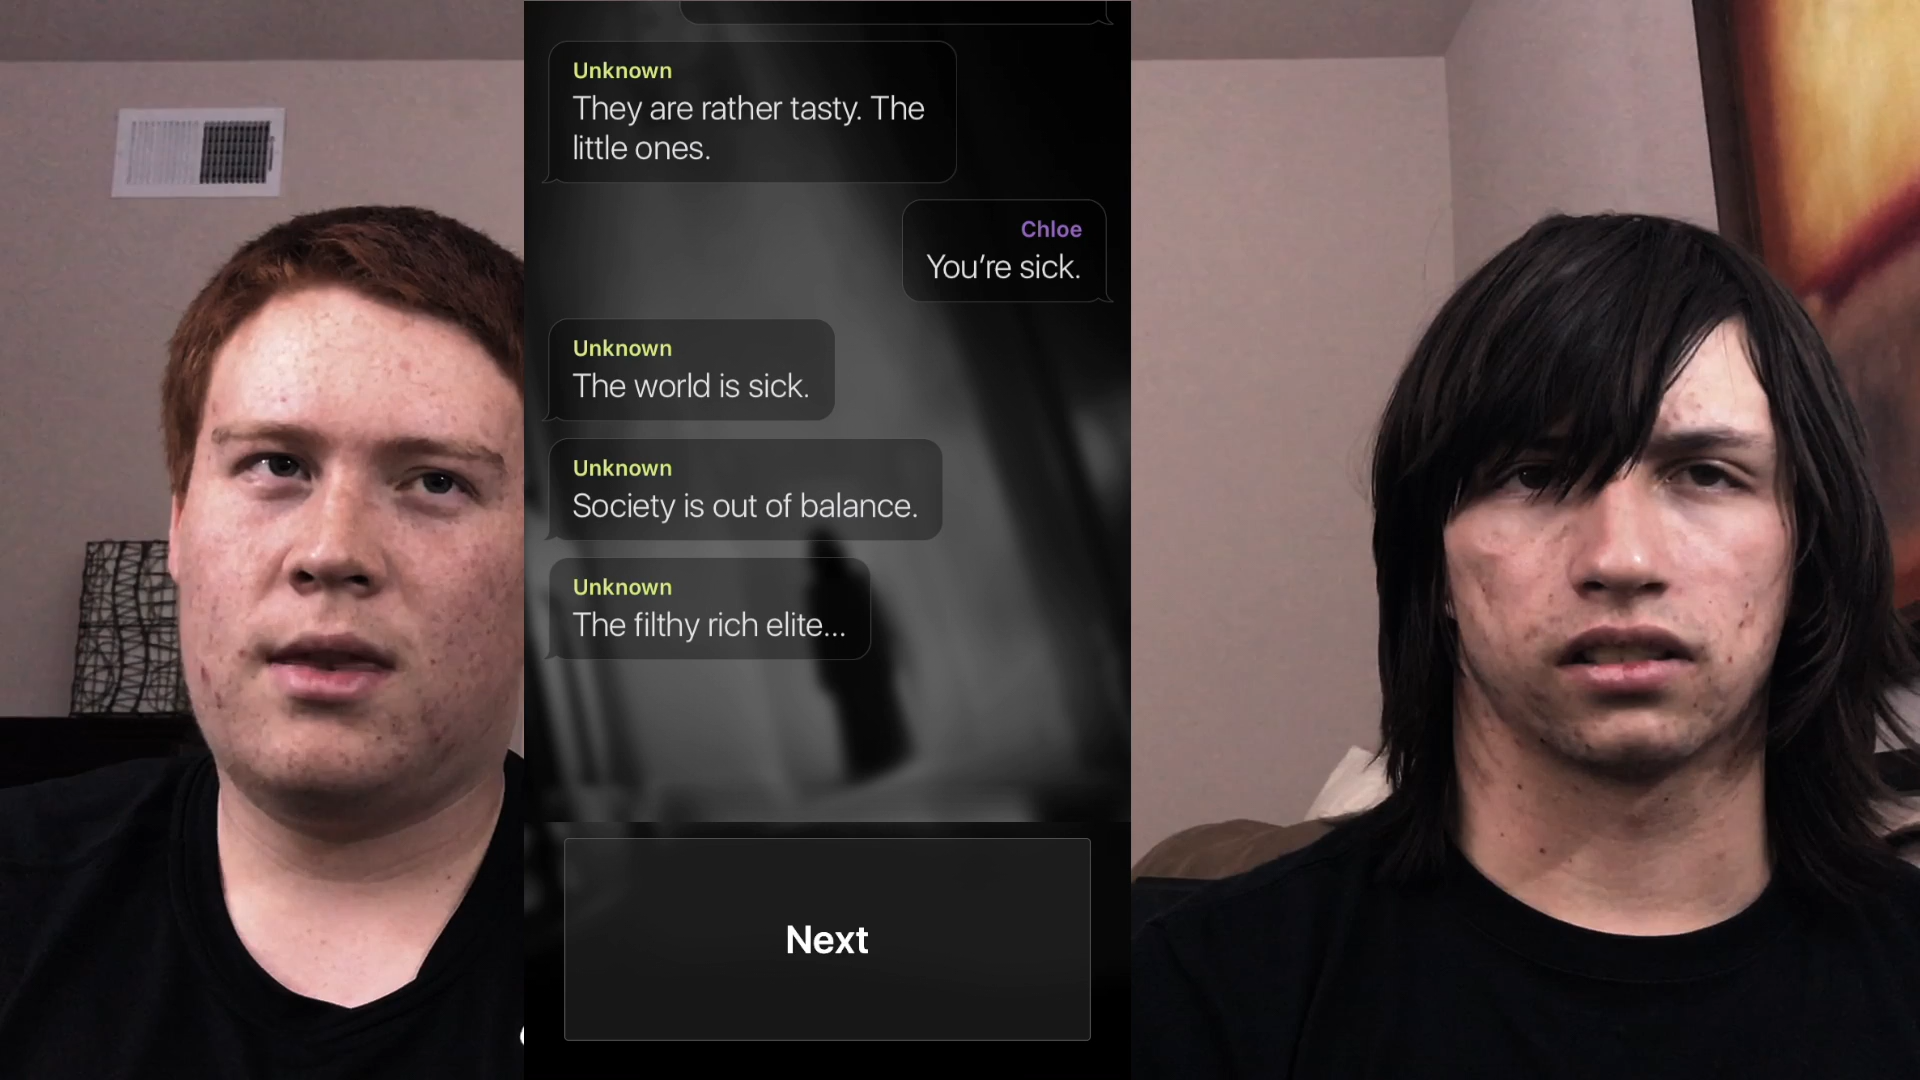 Unknown
They are rather tasty. The
little ones.
Chloe
You’re sick.
Unknown
The world is sick.
Unknown
Society is out of balance.
Unknown
The filthy rich elite...
Next